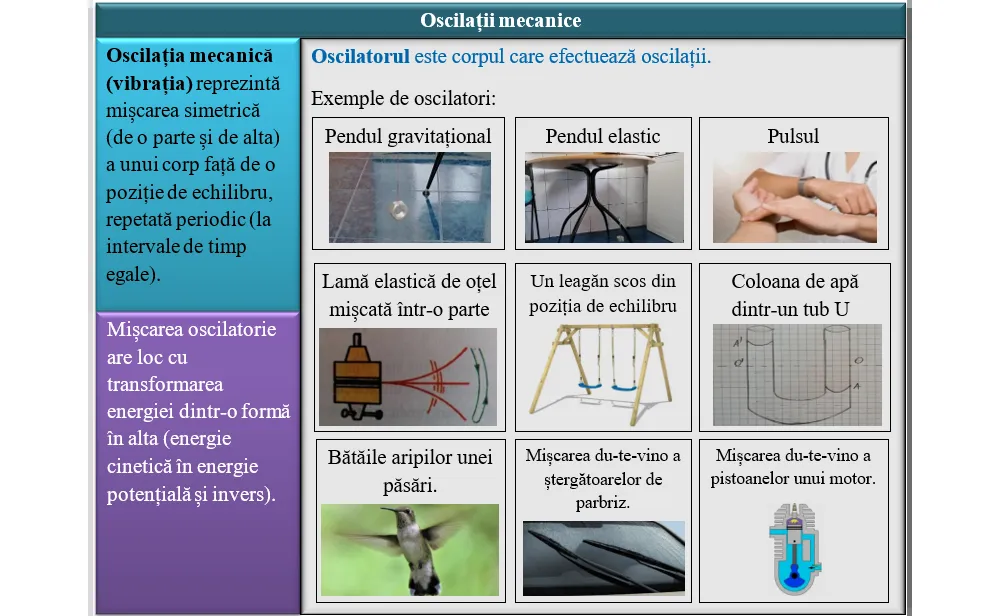 Oscilații mecanice
Oscilația mecanică
(vibrația) reprezintă
mișcarea simetrică
(de o parte și de alta)
a unui corp față de o
poziție de echilibru,
repetată periodic (la
intervale de timp
egale).
Mișcarea oscilatorie
are loc cu
transformarea
energiei dintr-o formă
în alta (energie
cinetică în energie
potențială și invers).
Oscilatorul este corpul care efectuează oscilații.
Exemple de oscilatori:
Pendul gravitațional
Pendul elastic
Pulsul
Lamă elastică de oțel
mișcată într-o parte
Un leagăn scos din
poziția de echilibru
Coloana de apă
dintr-un tub U
A'
O'
O
A
Bătăile aripilor unei
păsări.
Mișcarea du-te-vino a
ștergătoarelor de
parbriz.
Mișcarea du-te-vino a
pistoanelor unui motor.